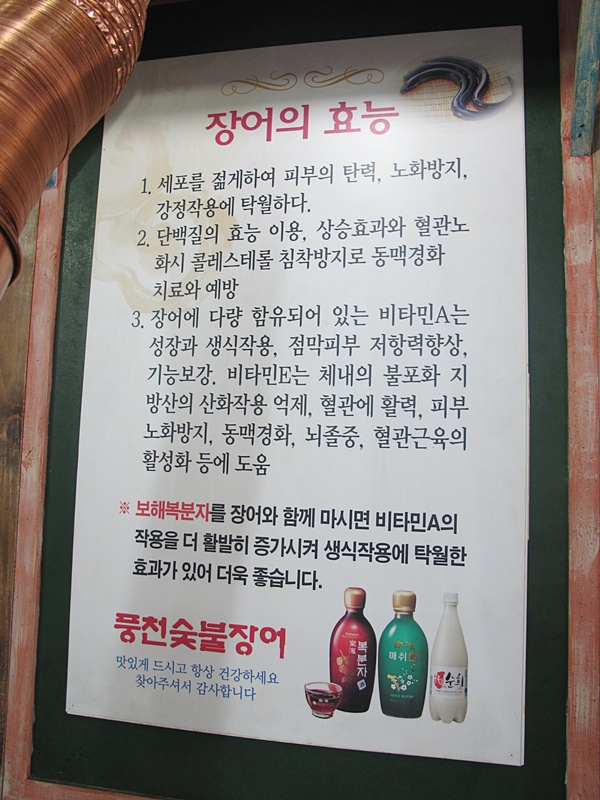 장어의 효능
1. 세포를 젊게하여 피부의 탄력, 노화방지,
강정작용에 탁월하다.
2. 단백질의 효능 이용, 상승효과와 혈관노
화시 콜레스테롤 침착방지로 동맥경화
치료와 예방
3. 장어에 다량 함유되어 있는 비타민A는
성장과 생식작용, 점막피부 저항력향상,
기능보강. 비타민E는 체내의 불포화 지
방산의 산화작용 억제, 혈관에 활력, 피부
노화방지, 동맥경화, 뇌졸중, 혈관근육의
활성화 등에 도움
※ 보해복분자를 장어와 함께 마시면 비타민A의
작용을 더 활발히 증가시켜 생식작용에 탁월한
효과가 있어 더욱 좋습니다.
풍천숯불장어
맛있게 드시고 항상 건강하세요
찾아주셔서 감사합니다
복분자
매취
순희